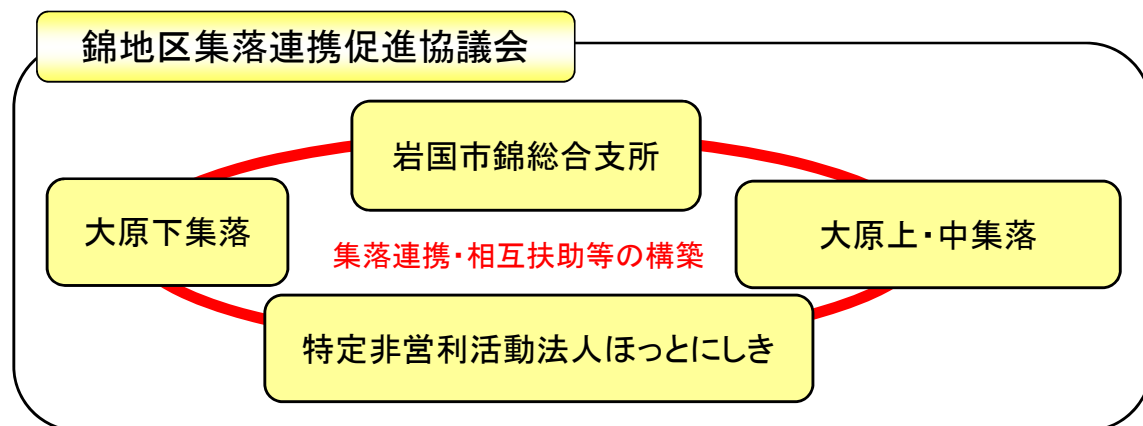 錦地区集落連携促進協議会
岩国市錦総合支所
大原下集落
大原上・中集落
集落連携・相互扶助等の構築
特定非営利活動法人ほっとにしき